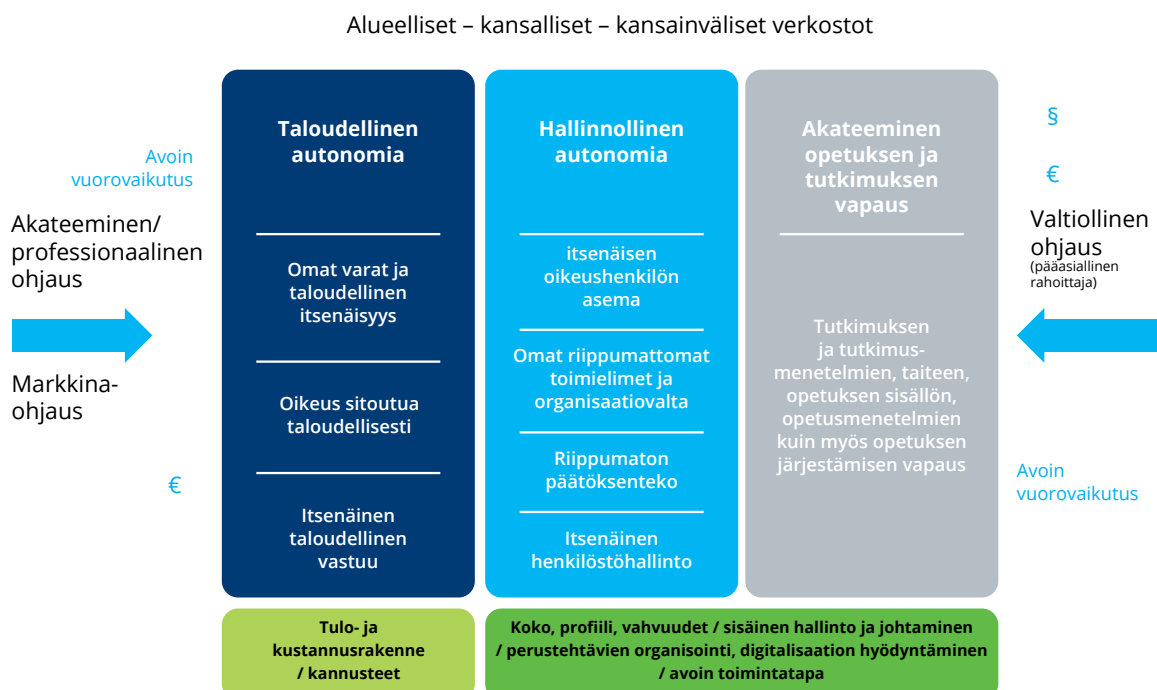 Alueelliset – kansalliset – kansainväliset verkostot
Avoin
vuorovaikutus
Akateeminen/
professionaalinen
ohjaus
Markkina-
ohjaus
€
Taloudellinen
autonomia
Omat varat ja
taloudellinen
itsenäisyys
Oikeus sitoutua
taloudellisesti
Itsenäinen
taloudellinen
vastuu
Hallinnollinen
autonomia
itsenäisen
oikeushenkilön
asema
Omat riippumattomat
toimielimet ja
organisaatiovalta
Riippumaton
päätöksenteko
Itsenäinen
henkilöstöhallinto
Akateeminen
opetuksen ja
tutkimuksen
vapaus
Tutkimuksen
ja tutkimus-
menetelmien, taiteen,
opetuksen sisällön,
opetusmenetelmien
kuin myös opetuksen
järjestämisen vapaus
§
€
Valtiollinen
ohjaus
(pääasiallinen
rahoittaja)
Avoin
vuorovaikutus
Tulo- ja
kustannusrakenne
/ kannusteet
Koko, profiili, vahvuudet / sisäinen hallinto ja johtaminen
/ perustehtävien organisointi, digitalisaation hyödyntäminen
/ avoin toimintatapa